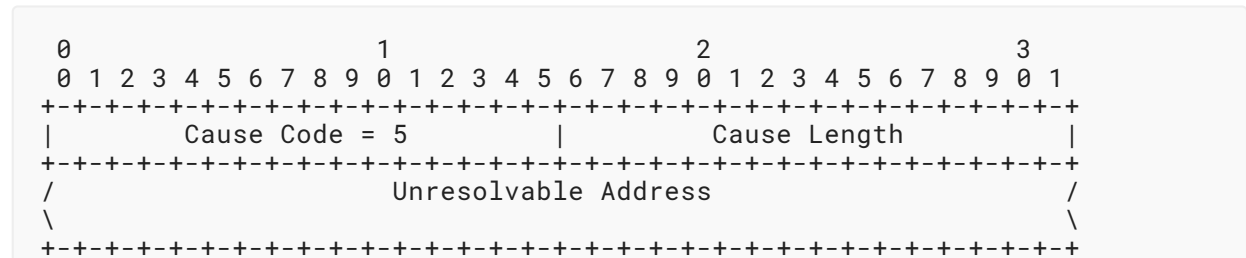 0                   1                   2                   3
 0 1 2 3 4 5 6 7 8 9 0 1 2 3 4 5 6 7 8 9 0 1 2 3 4 5 6 7 8 9 0 1
+-+-+-+-+-+-+-+-+-+-+-+-+-+-+-+-+-+-+-+-+-+-+-+-+-+-+-+-+-+-+-+-+
|        Cause Code = 5         |         Cause Length          |
+-+-+-+-+-+-+-+-+-+-+-+-+-+-+-+-+-+-+-+-+-+-+-+-+-+-+-+-+-+-+-+-+
/                     Unresolvable Address                      /
\                                                               \
+-+-+-+-+-+-+-+-+-+-+-+-+-+-+-+-+-+-+-+-+-+-+-+-+-+-+-+-+-+-+-+-+